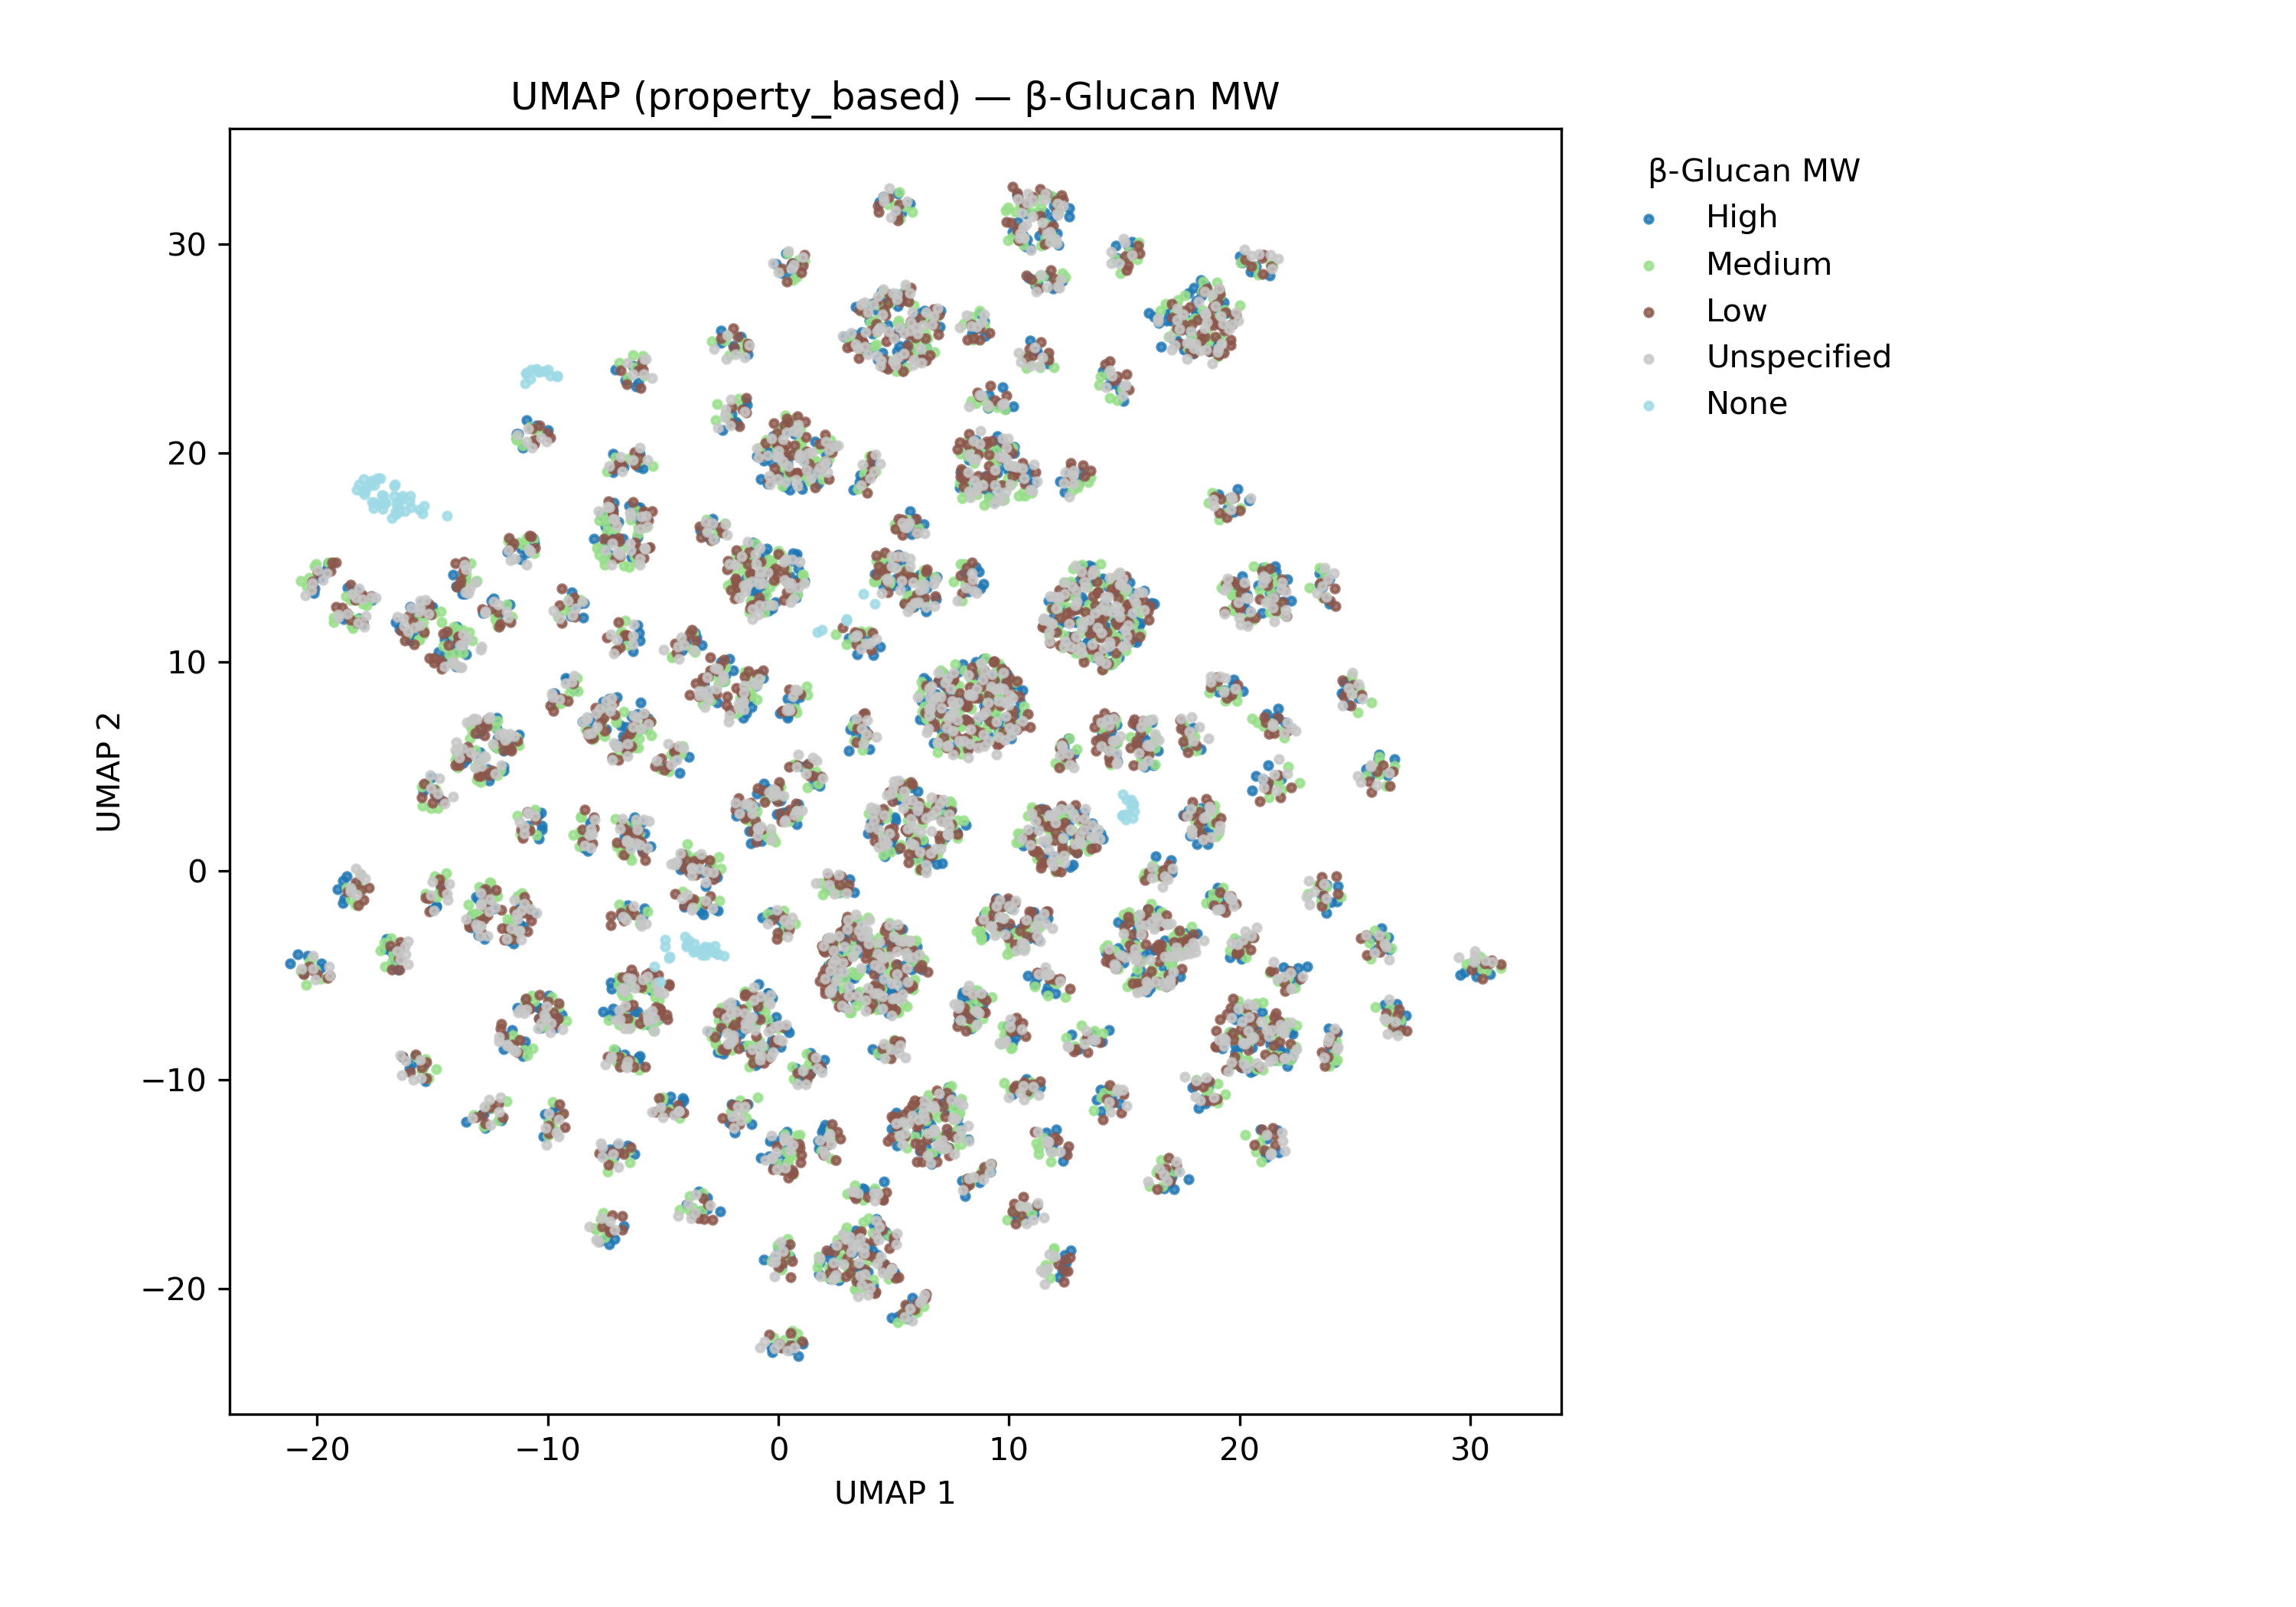 UMAP (property_based) — β-Glucan MW
β-Glucan MW
High
Medium
Low
Unspecified
None
30
20
10
0
−10
−20
UMAP 2
−20
−10
0
10
20
30
UMAP 1